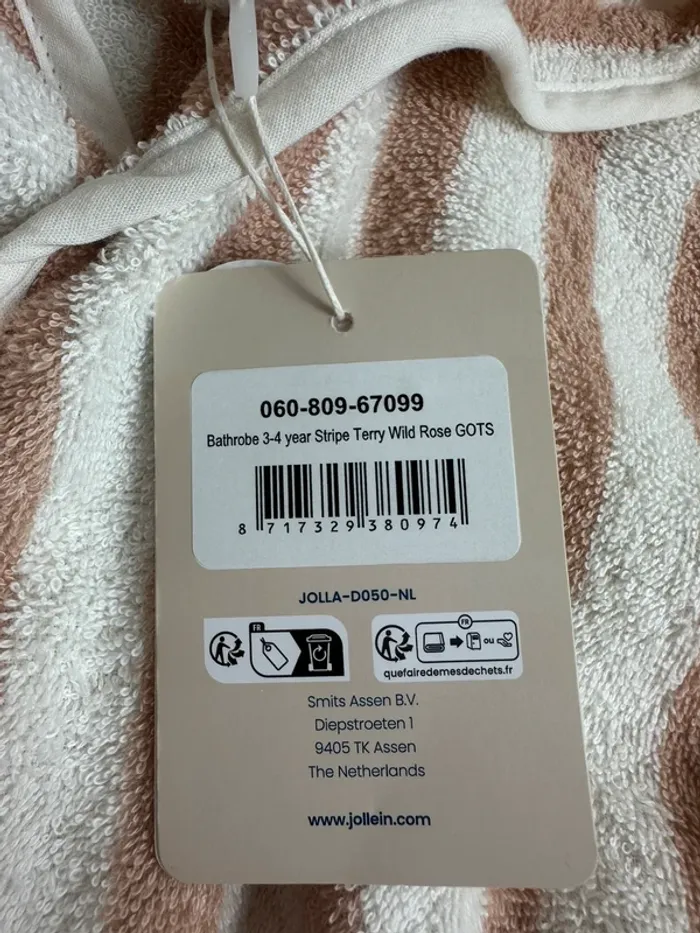 060-809-67099
Bathrobe 3-4 year Stripe Terry Wild Rose GOTS
8 717329 380974
JOLLA-D050-NL
FR
FR
OU
quefairedemesdechets.fr
Smits Assen B.V.
Diepstroeten 1
9405 TK Assen
The Netherlands
www.jollein.com